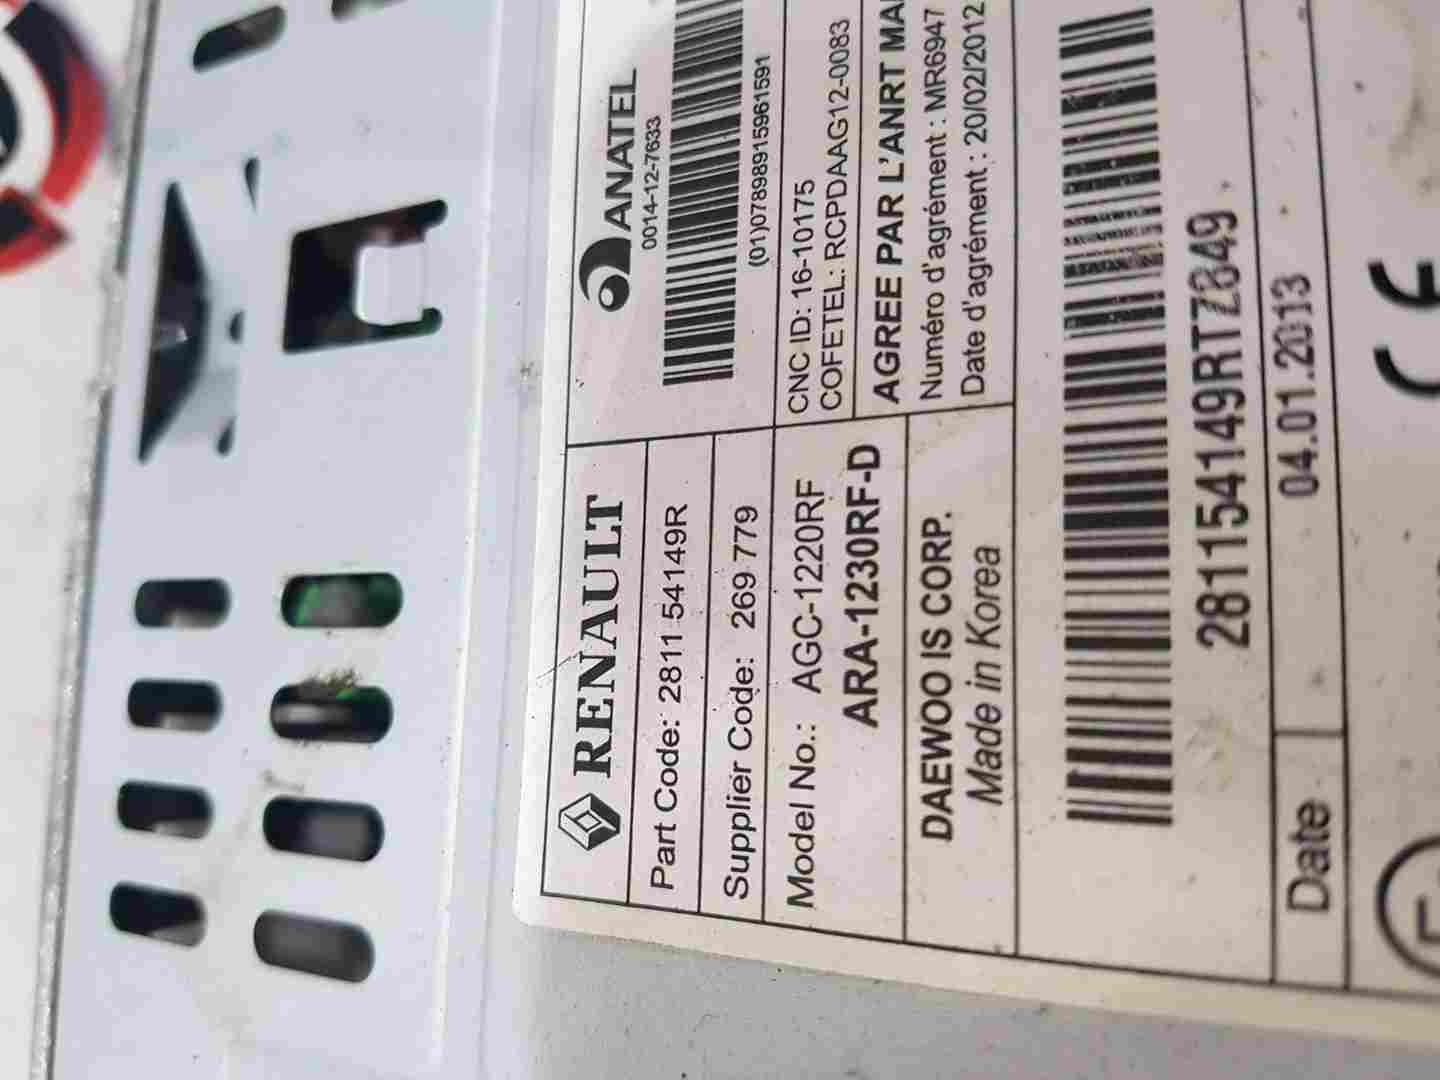 RENAULT
Part Code: 2811 54149R
Supplier Code: 269 779
Model No.: AGC-1220RF
ARA-1230RF-D
DAEWOO IS CORP.
Made in Korea
ANATEL
0014-12-7633
(01)07898915961591
CNC ID: 16-10175
COFETEL: RCPDAAG12-0083
AGREE PAR L'ANRT
Numéro d'agrément : MR6947
Date d'agrément : 20/02/2012
Date 04.01.2013
CE